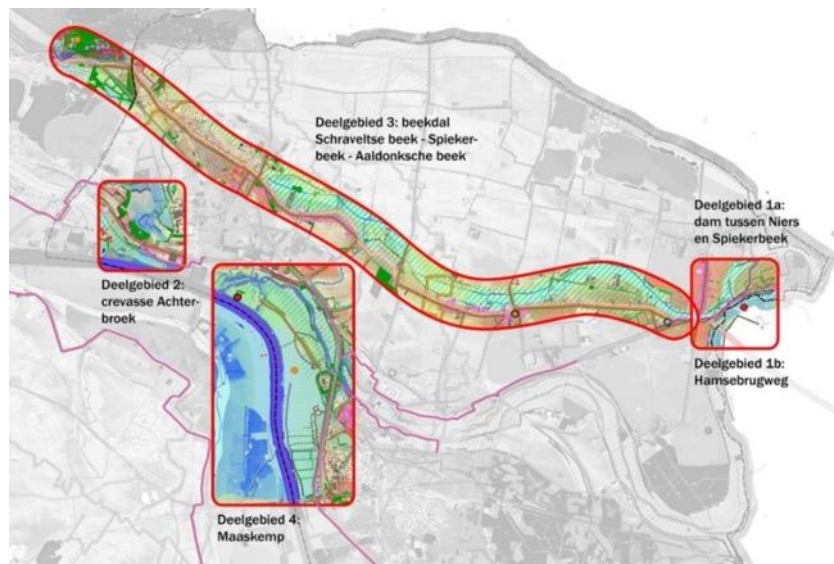 Deelgebied 3: beekdal
Schraveltse beek - Spieker-
beek - Aaldonksche beek
Deelgebied 1a:
dam tussen Niers
en Spiekerbeek
Deelgebied 2:
crevasse Achter-
broek
Deelgebied 1b:
Hamsebrugweg
Deelgebied 4:
Maaskemp